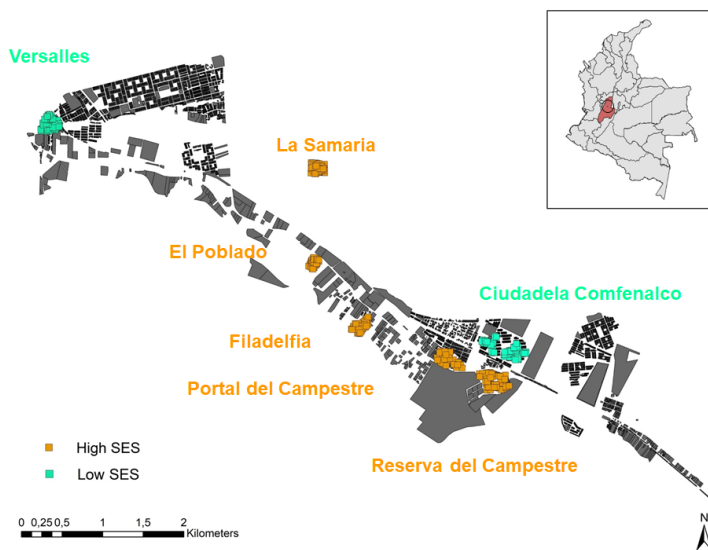 Versalles
La Samaria
El Poblado
Ciudadela Comfenalco
Filadelfia
Portal del Campestre
Reserva del Campestre
High SES
Low SES
0 0,25 0,5 1 1,5 2
Kilometers
N